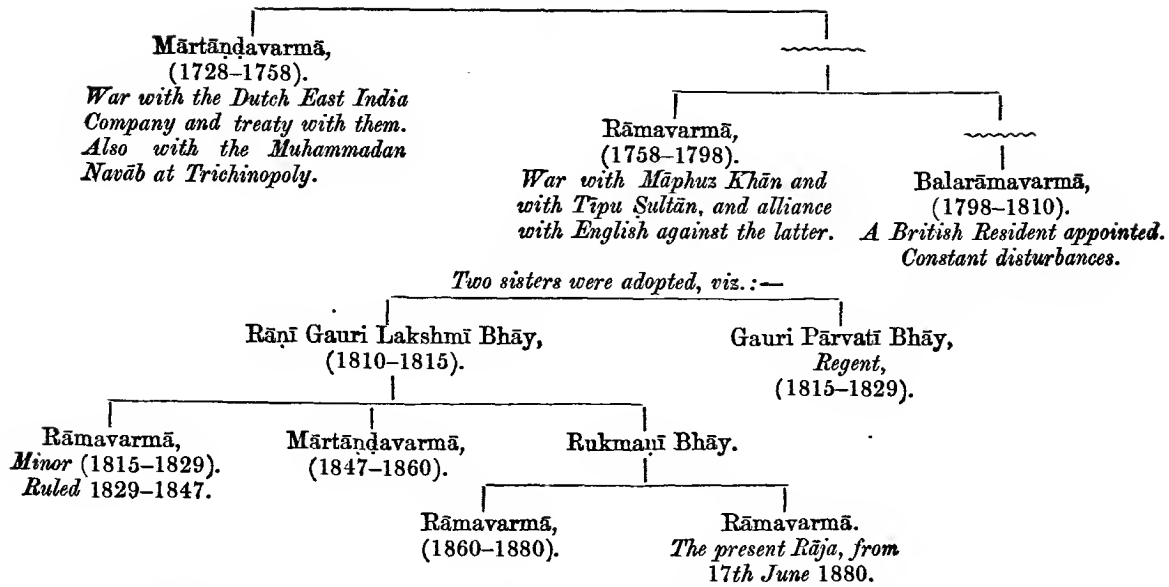 Mārtāṇḍavarmā,
(1728–1758).
War with the Dutch East India
Company and treaty with them.
Also with the Muhammadan
Navāb at Trichinopoly.
Rāmavarmā,
(1758–1798).
War with Māphuz Khān and
with Tīpu Ṣultān, and alliance
with English against the latter.
Balarāmavarmā,
(1798–1810).
A British Resident appointed.
Constant disturbances.
Two sisters were adopted, viz.:—
Rāṇī Gauri Lakshmī Bhāy,
(1810–1815).
Gauri Pārvatī Bhāy,
Regent,
(1815–1829).
Rāmavarmā,
Minor (1815–1829).
Ruled 1829–1847.
Mārtāṇḍavarmā,
(1847–1860).
Rukmaṇī Bhāy.
Rāmavarmā,
(1860–1880).
Rāmavarmā.
The present Rāja, from
17th June 1880.